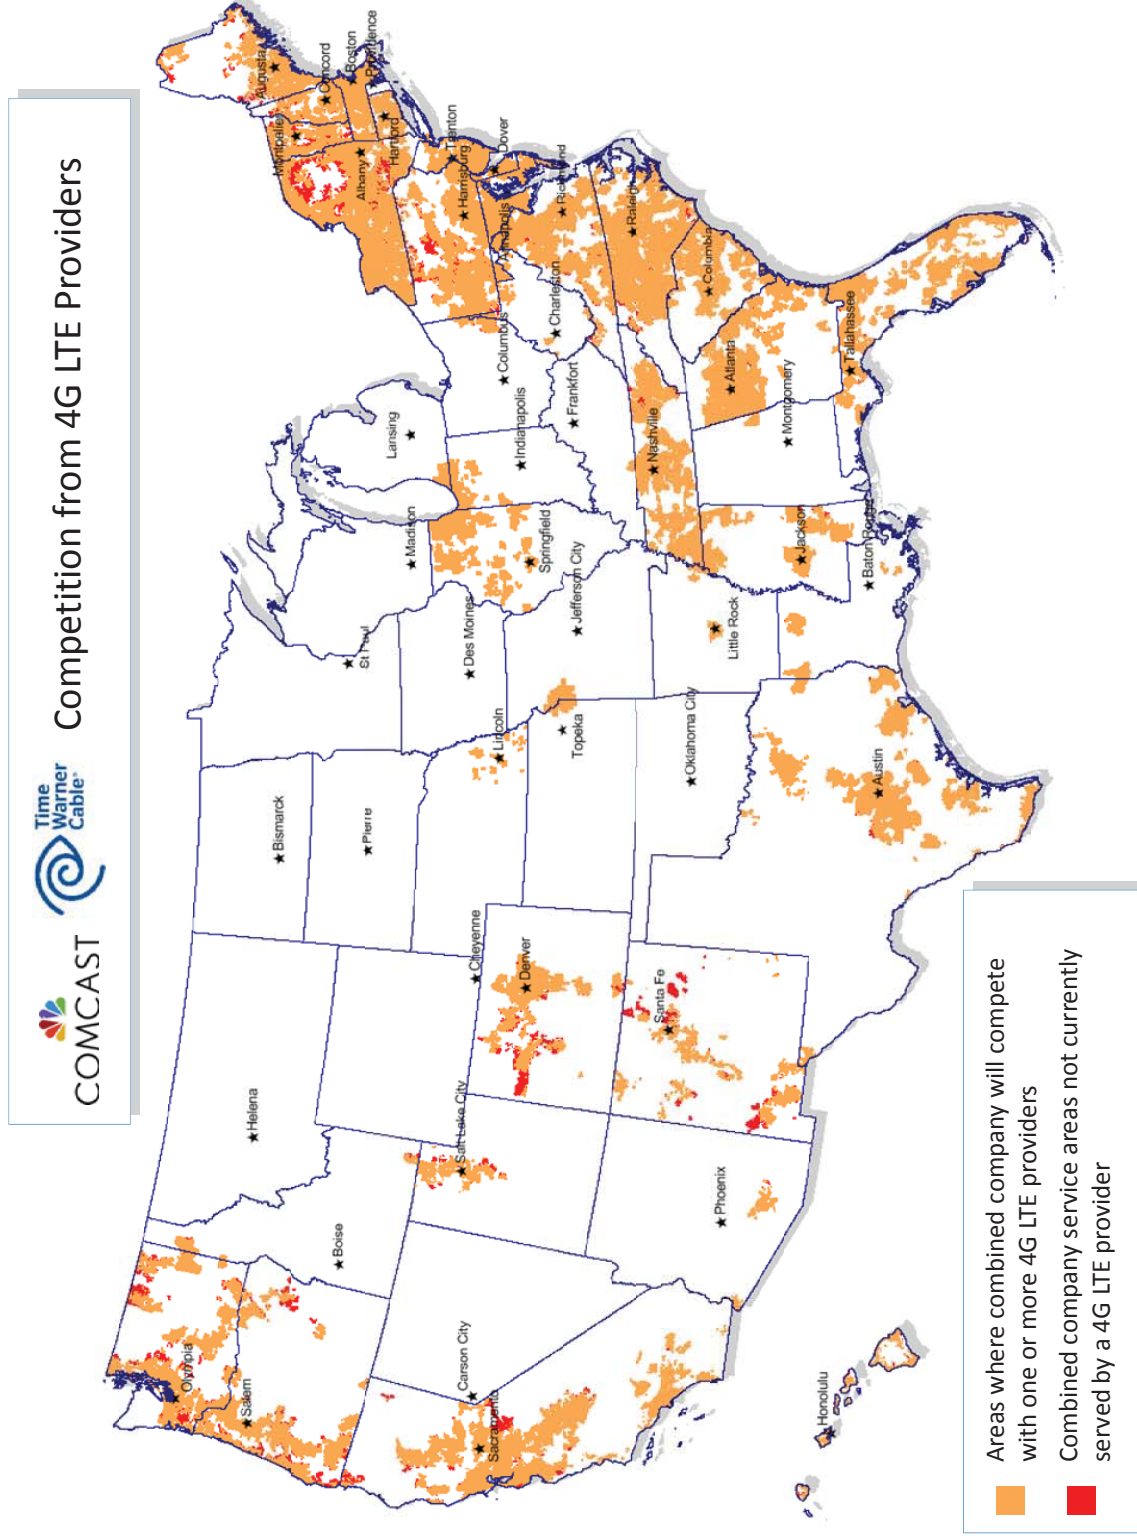 COMCAST
Time
Warner
Cable®
Competition from 4G LTE Providers
Olympia
Salem
Helena
Boise
Bismarck
Pierre
St Paul
Madison
Lansing
Montpelier
Augusta
Concord
Boston
Providence
Albany
Hartford
Trenton
Harrisburg
Dover
Annapolis
Richmond
Raleigh
Columbia
Charleston
Columbus
Indianapolis
Frankfort
Springfield
Des Moines
Lincoln
Cheyenne
Salt Lake City
Carson City
Sacramento
Denver
Topeka
Jefferson City
Nashville
Atlanta
Montgomery
Tallahassee
Jackson
Baton Rouge
Little Rock
Oklahoma City
Santa Fe
Phoenix
Austin
Honolulu
Areas where combined company will compete
with one or more 4G LTE providers
Combined company service areas not currently
served by a 4G LTE provider